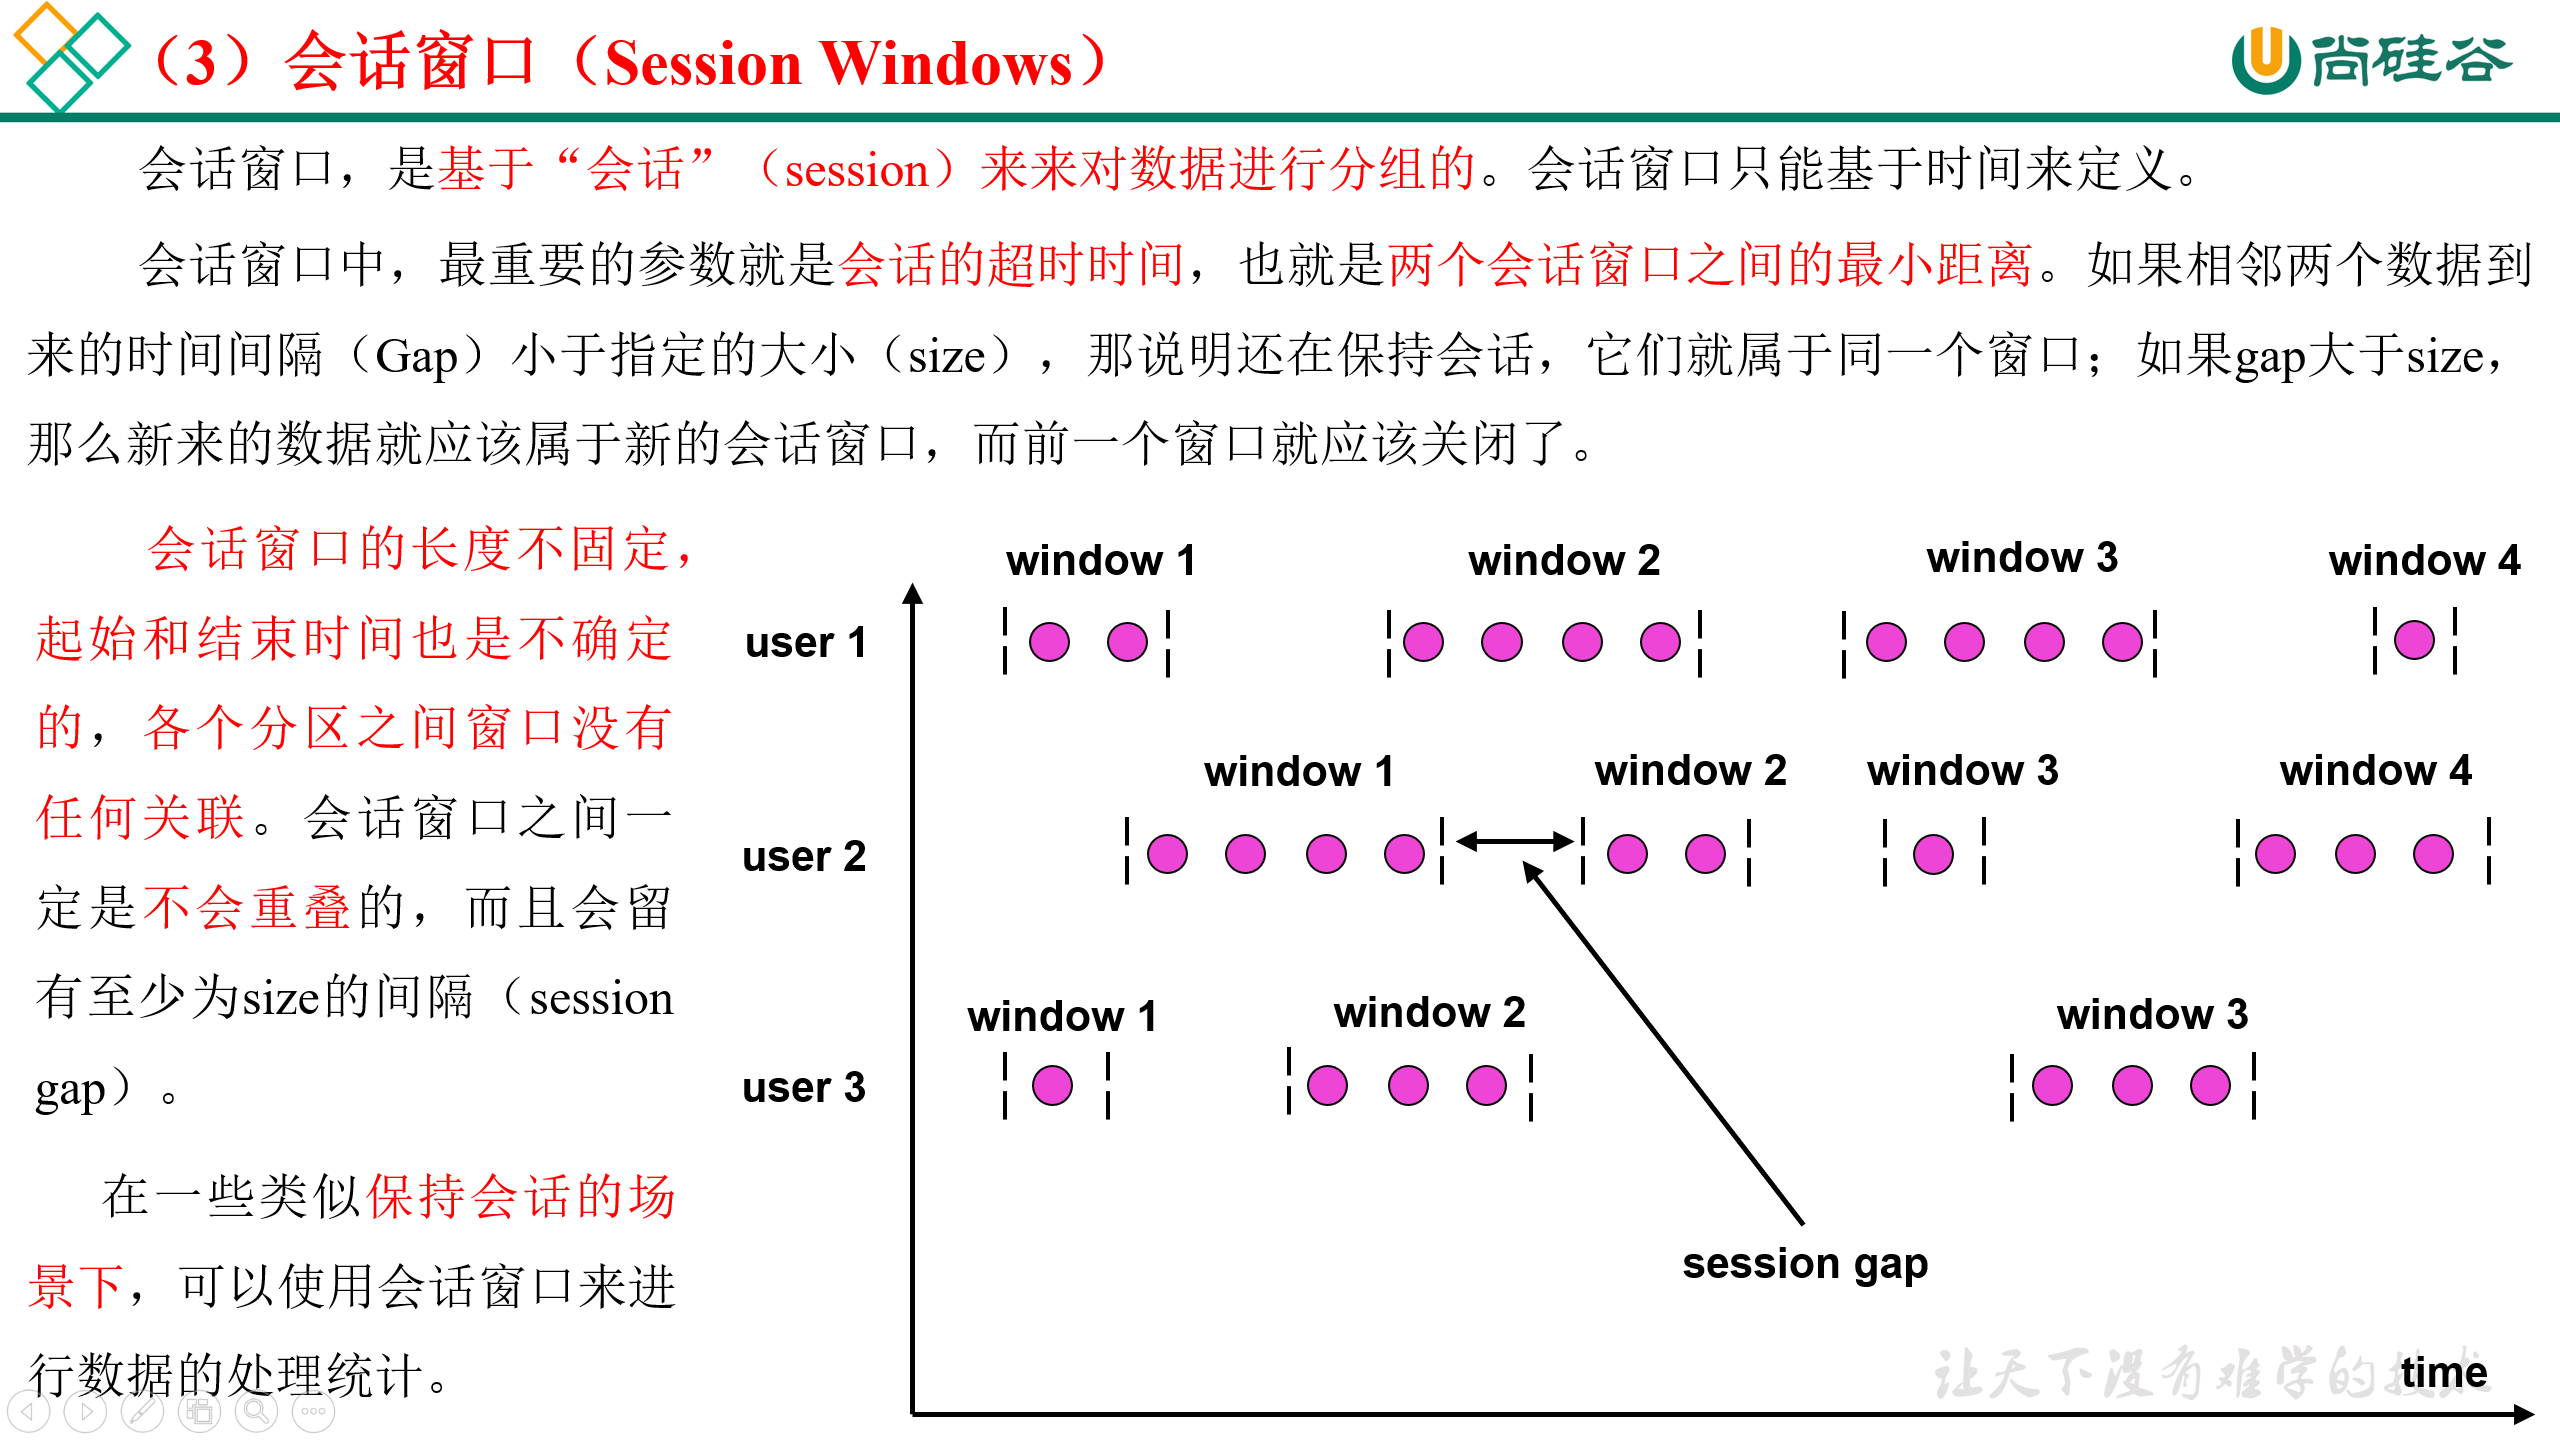 （3）会话窗口（Session Windows）
尚硅谷
会话窗口，是基于“会话”（session）来来对数据进行分组的。会话窗口只能基于时间来定义。
会话窗口中，最重要的参数就是会话的超时时间，也就是两个会话窗口之间的最小距离。如果相邻两个数据到
来的时间间隔（Gap）小于指定的大小（size），那说明还在保持会话，它们就属于同一个窗口；如果gap大于size，
那么新来的数据就应该属于新的会话窗口，而前一个窗口就应该关闭了。
会话窗口的长度不固定，
起始和结束时间也是不确定
的，各个分区之间窗口没有
任何关联。会话窗口之间一
定是不会重叠的，而且会留
有至少为size的间隔（session
gap）。
在一些类似保持会话的场
景下，可以使用会话窗口来进
行数据的处理统计。
window 1 window 2 window 3 window 4
user 1
window 1 window 2 window 3 window 4
user 2
window 1 window 2 window 3
user 3
session gap
让天下没有难学的技术
time